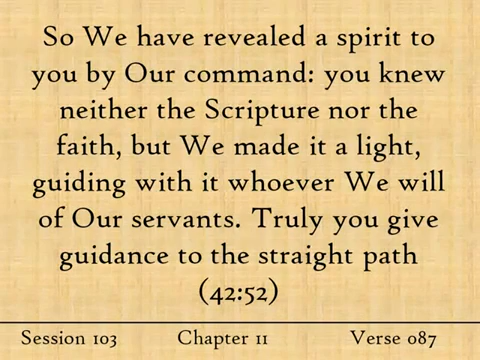 So We have revealed a spirit to
you by Our command: you knew
neither the Scripture nor the
faith, but We made it a light,
guiding with it whoever We will
of Our servants. Truly you give
guidance to the straight path
(42:52)
Session 103 Chapter 11 Verse 087